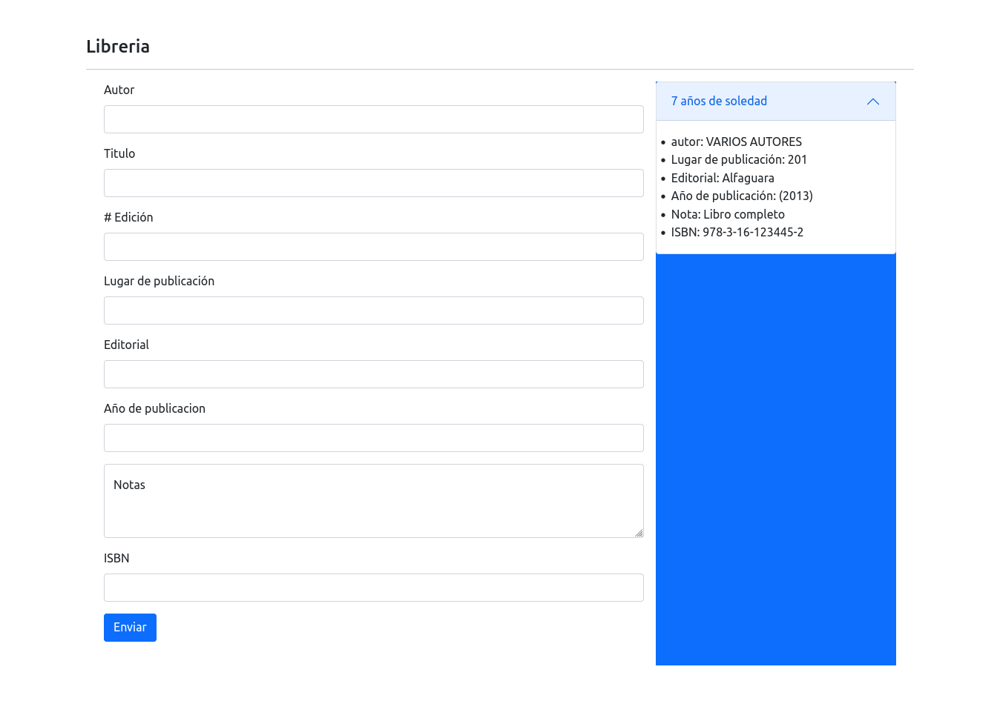 Libreria
Autor
Titulo
# Edición
Lugar de publicación
Editorial
Año de publicacion
Notas
ISBN
Enviar
7 años de soledad
autor: VARIOS AUTORES
Lugar de publicación: 201
Editorial: Alfaguara
Año de publicación: (2013)
Nota: Libro completo
ISBN: 978-3-16-123445-2